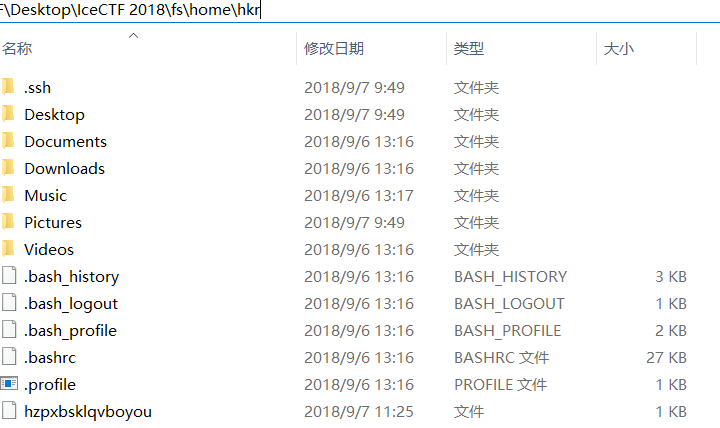 F\Desktop\IceCTF 2018\fs\home\hkr
名称 修改日期 类型 大小
.ssh 2018/9/7 9:49 文件夹
Desktop 2018/9/7 9:49 文件夹
Documents 2018/9/6 13:16 文件夹
Downloads 2018/9/6 13:16 文件夹
Music 2018/9/6 13:17 文件夹
Pictures 2018/9/7 9:49 文件夹
Videos 2018/9/6 13:16 文件夹
.bash_history 2018/9/6 13:16 BASH_HISTORY 3 KB
.bash_logout 2018/9/6 13:16 BASH_LOGOUT 1 KB
.bash_profile 2018/9/6 13:16 BASH_PROFILE 2 KB
.bashrc 2018/9/6 13:16 BASHRC 文件 27 KB
.profile 2018/9/6 13:16 PROFILE 文件 1 KB
hzpxbsklqvboyou 2018/9/7 11:25 文件 1 KB